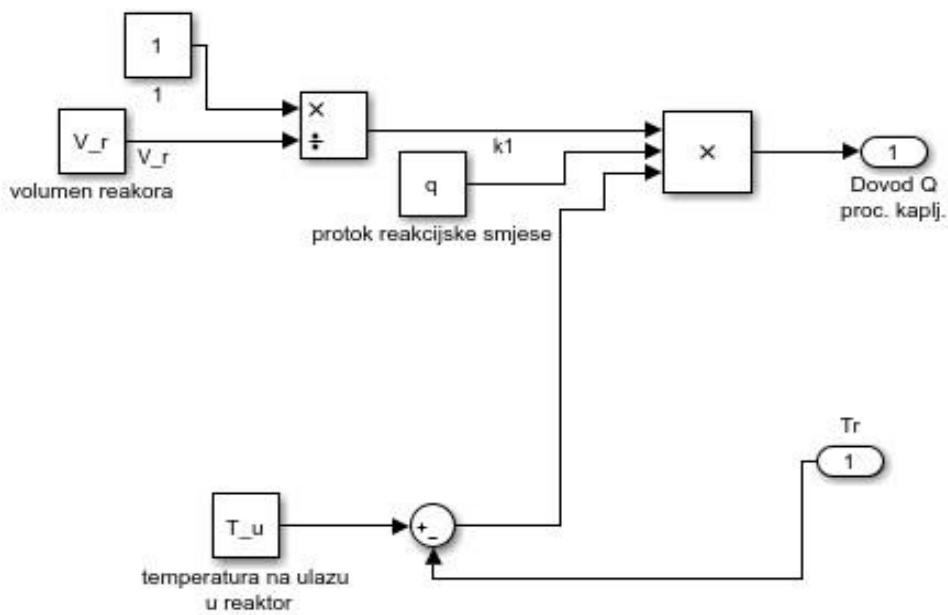 1
1
V_r
V_r
volumen reakora
×
÷
k1
q
protok reakcijske smjese
×
1
Dovod Q
proc. kaplj.
Tr
1
T_u
temperatura na ulazu
u reaktor
+
−